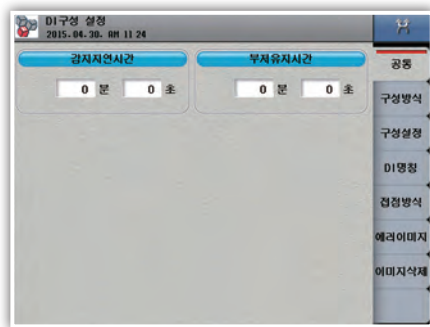 DI구성 설정
2015.04.30. AM 11 24
감지지연시간
부저유지시간
0 분 0 초
0 분 0 초
공통
구성방식
구성설정
DI명칭
접점방식
에러이미지
이미지삭제